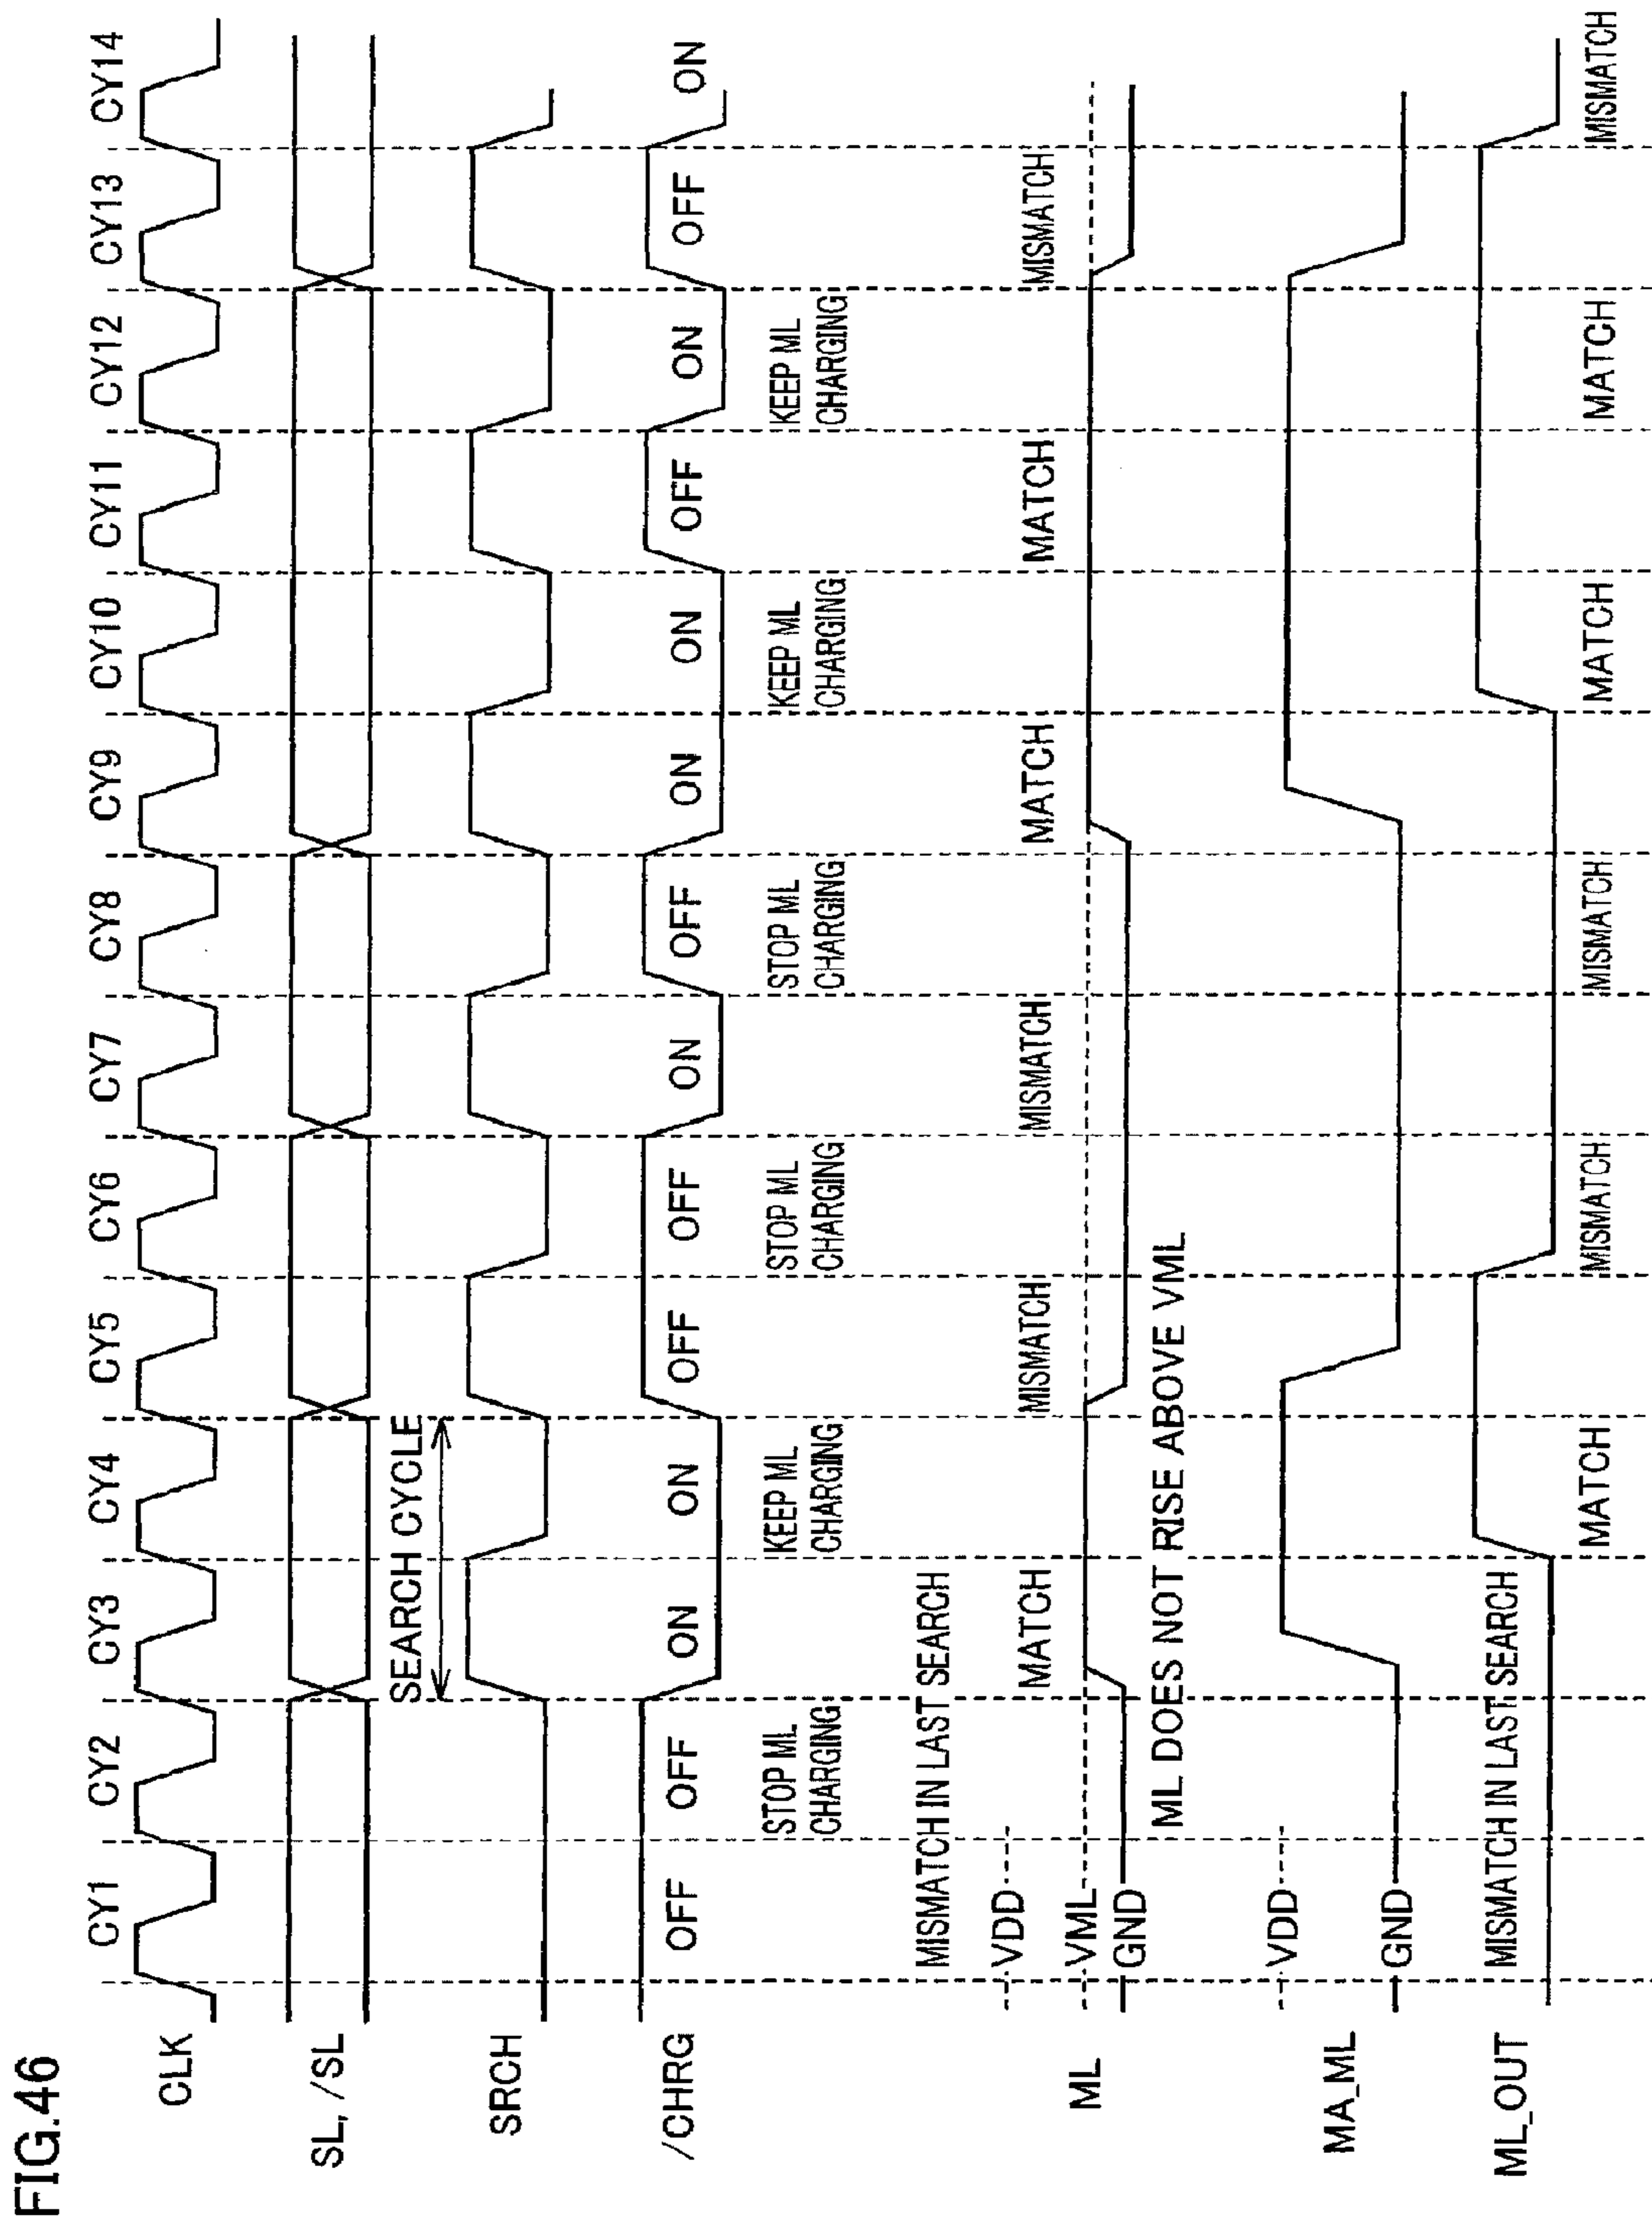 FIG.46
CY1 CY2 CY3 CY4 CY5 CY6 CY7 CY8 CY9 CY10 CY11 CY12 CY13 CY14
CLK
SL, /SL
SEARCH CYCLE
SRCH
/CHRG
OFF OFF ON ON OFF OFF ON OFF ON ON OFF ON OFF ON
STOP ML CHARGING
KEEP ML CHARGING
STOP ML CHARGING
STOP ML CHARGING
KEEP ML CHARGING
KEEP ML CHARGING
MISMATCH IN LAST SEARCH
MATCH MISMATCH MISMATCH MATCH MATCH MISMATCH
VDD
ML
VML
GND
ML DOES NOT RISE ABOVE VML
VDD
MA_ML
GND
MISMATCH IN LAST SEARCH
ML_OUT
MATCH MISMATCH MISMATCH MATCH MATCH MISMATCH